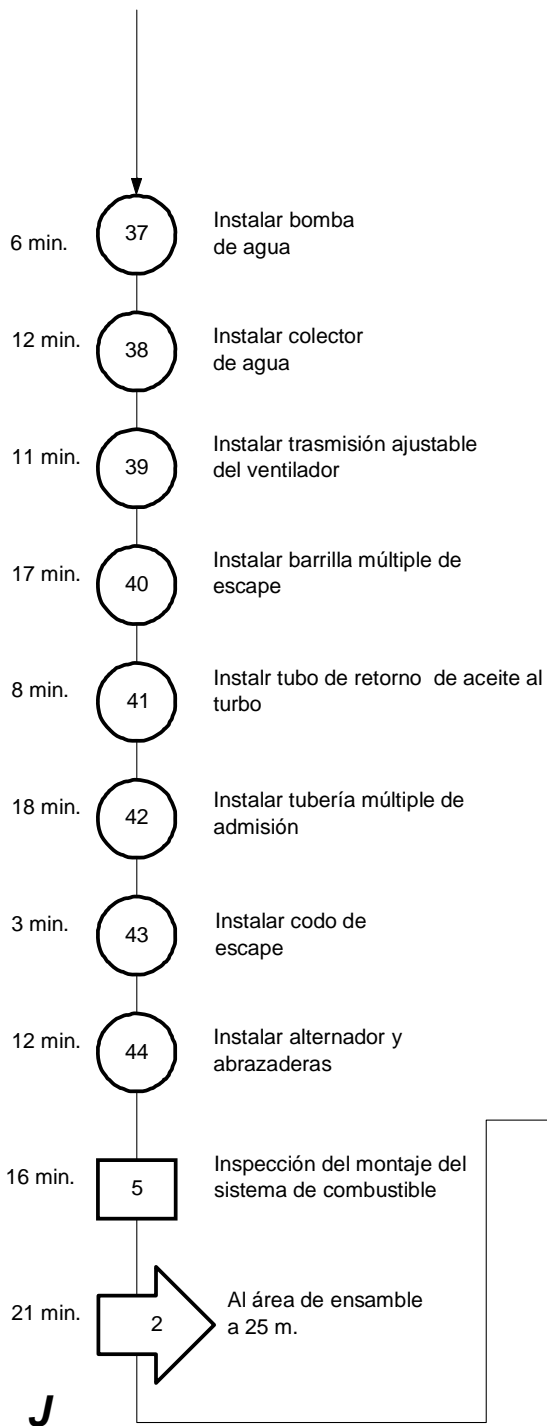 6 min.
37
Instalar bomba
de agua
12 min.
38
Instalar colector
de agua
11 min.
39
Instalar trasmisión ajustable
del ventilador
17 min.
40
Instalar barrilla múltiple de
escape
8 min.
41
Instalr tubo de retorno  de aceite al
turbo
18 min.
42
Instalar tubería múltiple de
admisión
3 min.
43
Instalar codo de
escape
12 min.
44
Instalar alternador y
abrazaderas
16 min.
5
Inspección del montaje del
sistema de combustible
21 min.
2
Al área de ensamble
a 25 m.
J